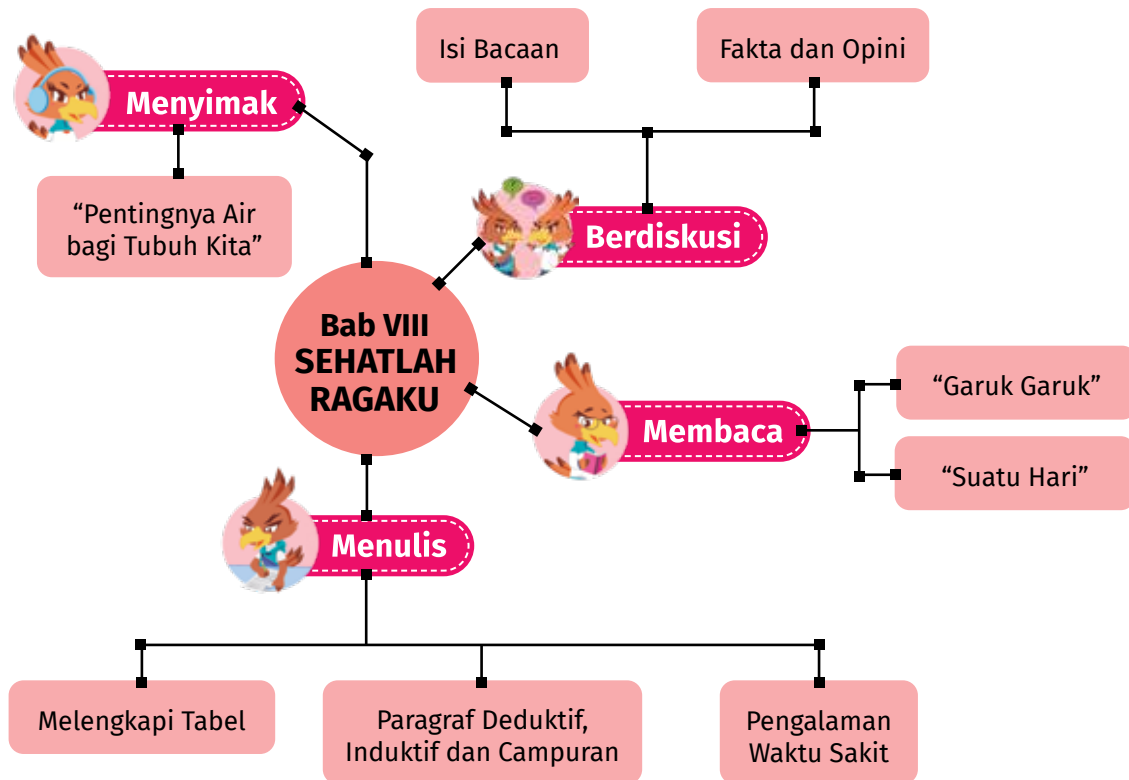 Menyimak
“Pentingnya Air
bagi Tubuh Kita”
Isi Bacaan
Fakta dan Opini
Berdiskusi
Bab VIII
SEHATLAH
RAGAKU
Membaca
“Garuk Garuk”
“Suatu Hari”
Menulis
Melengkapi Tabel
Paragraf Deduktif,
Induktif dan Campuran
Pengalaman
Waktu Sakit